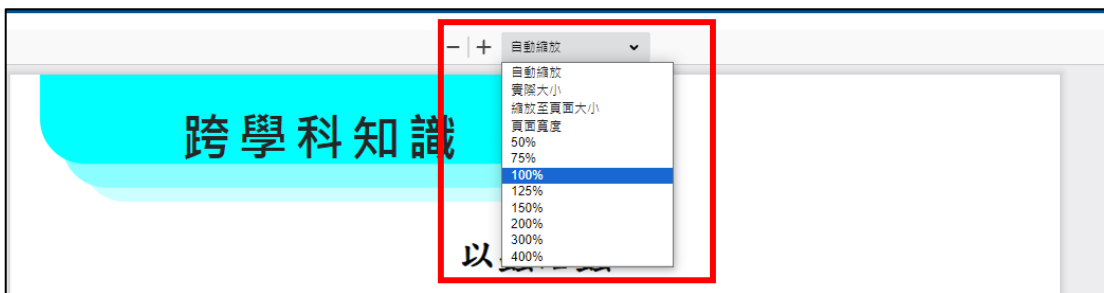 − | + 自動縮放
自動縮放
實際大小
縮放至頁面大小
頁面寬度
50%
75%
100%
125%
150%
200%
300%
400%
跨學科知識
以